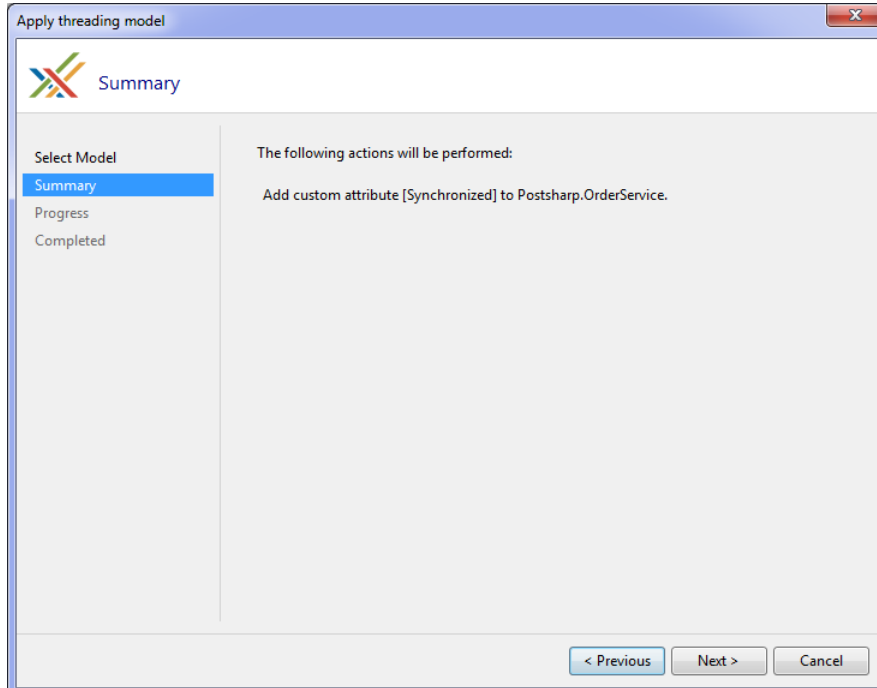 Apply threading model
Summary
Select Model
Summary
Progress
Completed
The following actions will be performed:
Add custom attribute [Synchronized] to Postsharp.OrderService.
< Previous
Next >
Cancel